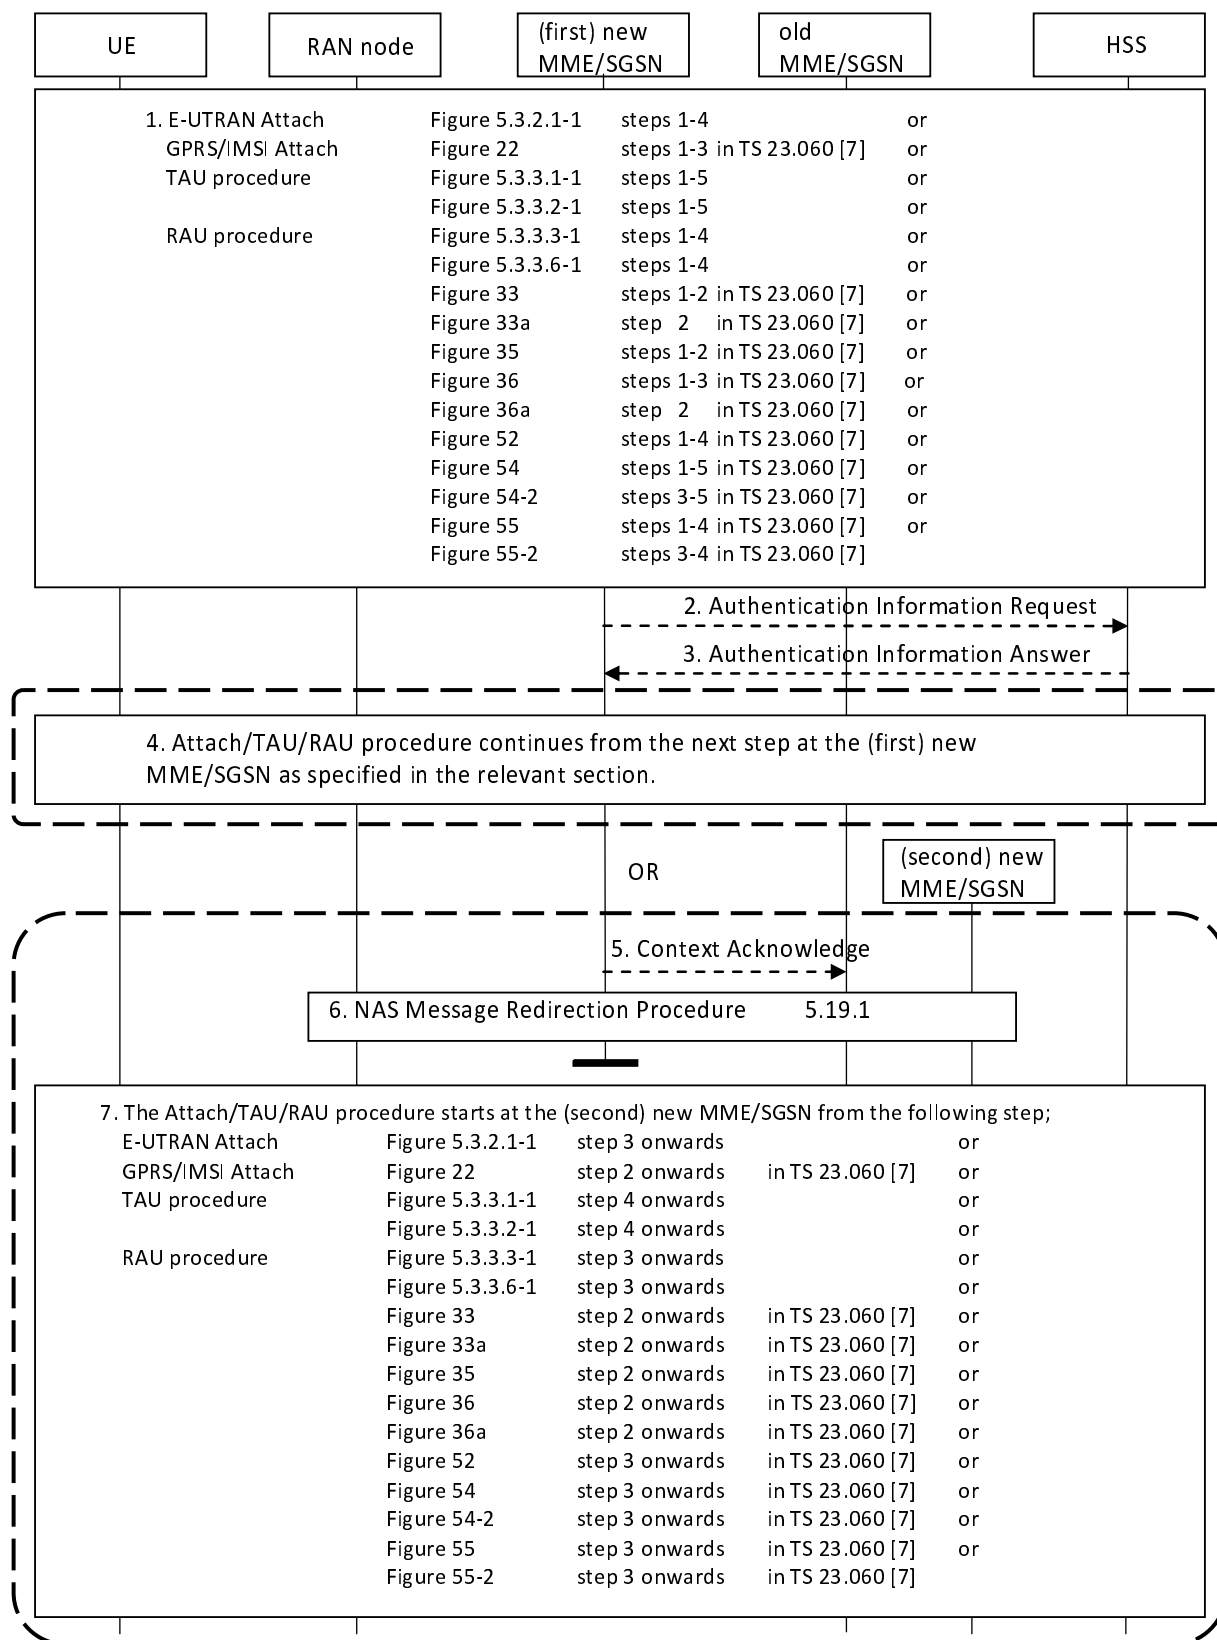 UE
RAN node
(first) new
MME/SGSN
old
MME/SGSN
HSS
1. E-UTRAN Attach Figure 5.3.2.1-1 steps 1-4 or
GPRS/IMSI Attach Figure 22 steps 1-3 in TS 23.060 [7] or
TAU procedure Figure 5.3.3.1-1 steps 1-5 or
Figure 5.3.3.2-1 steps 1-5 or
RAU procedure Figure 5.3.3.3-1 steps 1-4 or
Figure 5.3.3.6-1 steps 1-4 or
Figure 33 steps 1-2 in TS 23.060 [7] or
Figure 33a step 2 in TS 23.060 [7] or
Figure 35 steps 1-2 in TS 23.060 [7] or
Figure 36 steps 1-3 in TS 23.060 [7] or
Figure 36a step 2 in TS 23.060 [7] or
Figure 52 steps 1-4 in TS 23.060 [7] or
Figure 54 steps 1-5 in TS 23.060 [7] or
Figure 54-2 steps 3-5 in TS 23.060 [7] or
Figure 55 steps 1-4 in TS 23.060 [7] or
Figure 55-2 steps 3-4 in TS 23.060 [7]
2. Authentication Information Request
3. Authentication Information Answer
4. Attach/TAU/RAU procedure continues from the next step at the (first) new
MME/SGSN as specified in the relevant section.
OR
(second) new
MME/SGSN
5. Context Acknowledge
6. NAS Message Redirection Procedure 5.19.1
7. The Attach/TAU/RAU procedure starts at the (second) new MME/SGSN from the following step;
E-UTRAN Attach Figure 5.3.2.1-1 step 3 onwards or
GPRS/IMSI Attach Figure 22 step 2 onwards in TS 23.060 [7] or
TAU procedure Figure 5.3.3.1-1 step 4 onwards or
Figure 5.3.3.2-1 step 4 onwards or
RAU procedure Figure 5.3.3.3-1 step 3 onwards or
Figure 5.3.3.6-1 step 3 onwards or
Figure 33 step 2 onwards in TS 23.060 [7] or
Figure 33a step 2 onwards in TS 23.060 [7] or
Figure 35 step 2 onwards in TS 23.060 [7] or
Figure 36 step 2 onwards in TS 23.060 [7] or
Figure 36a step 2 onwards in TS 23.060 [7] or
Figure 52 step 3 onwards in TS 23.060 [7] or
Figure 54 step 3 onwards in TS 23.060 [7] or
Figure 54-2 step 3 onwards in TS 23.060 [7] or
Figure 55 step 3 onwards in TS 23.060 [7] or
Figure 55-2 step 3 onwards in TS 23.060 [7]